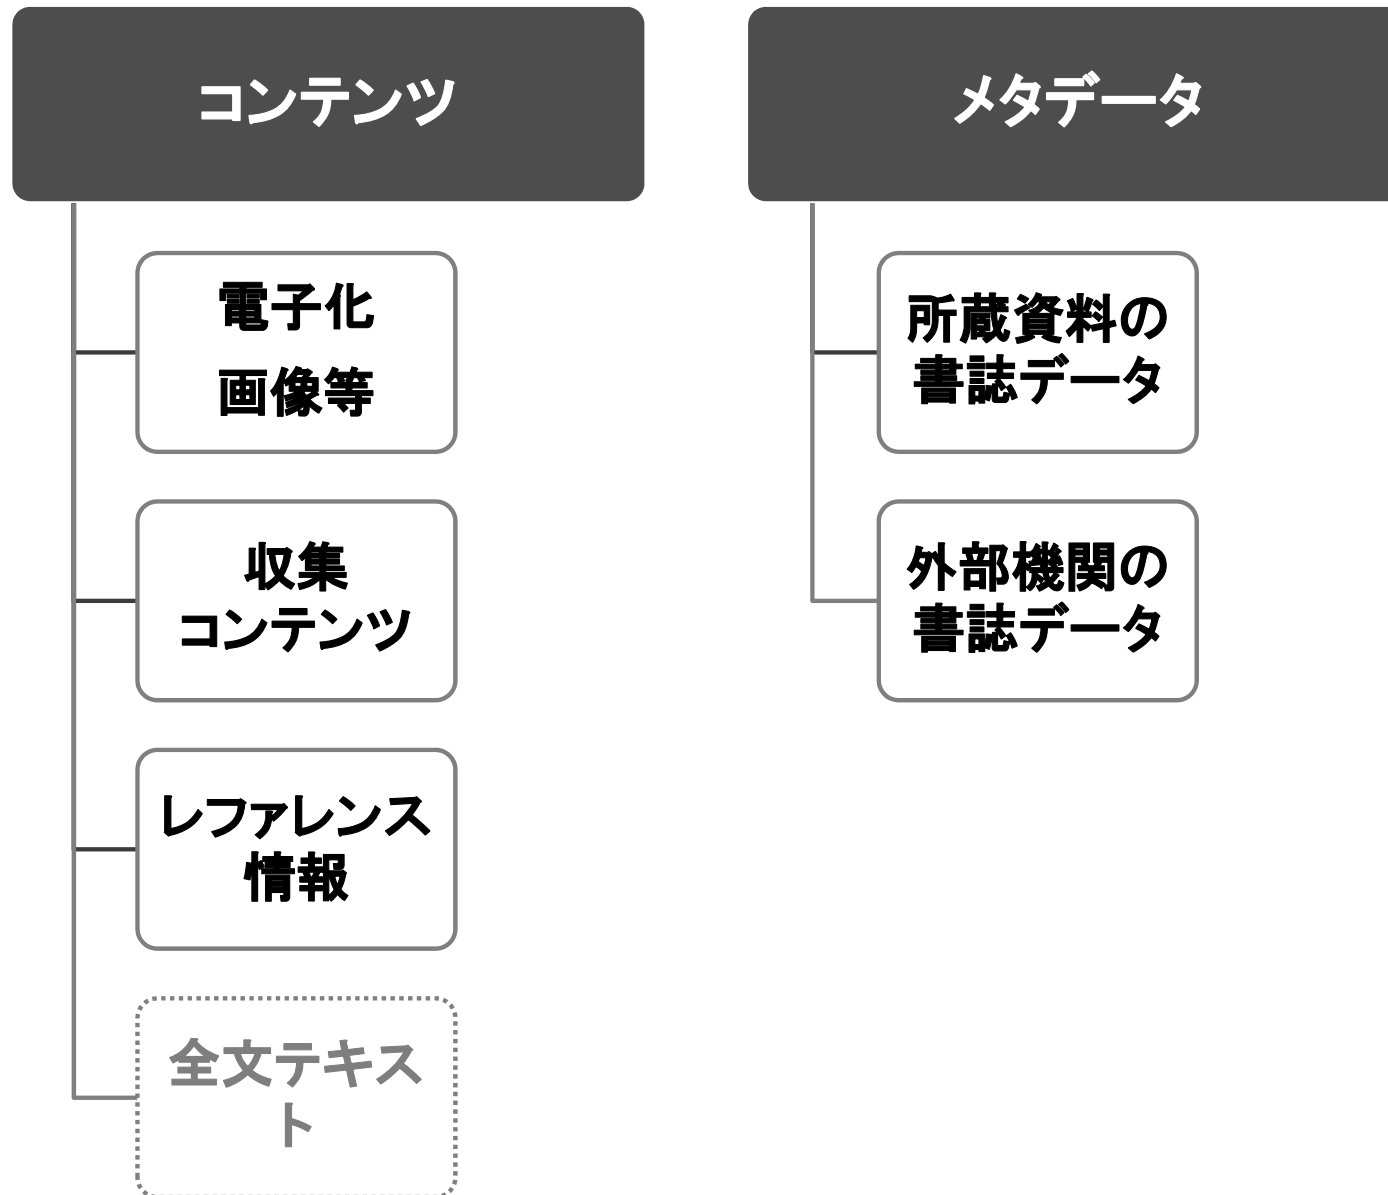 コンテンツ
電子化
画像等
収集
コンテンツ
レファレンス
情報
全文テキス
ト
メタデータ
所蔵資料の
書誌データ
外部機関の
書誌データ